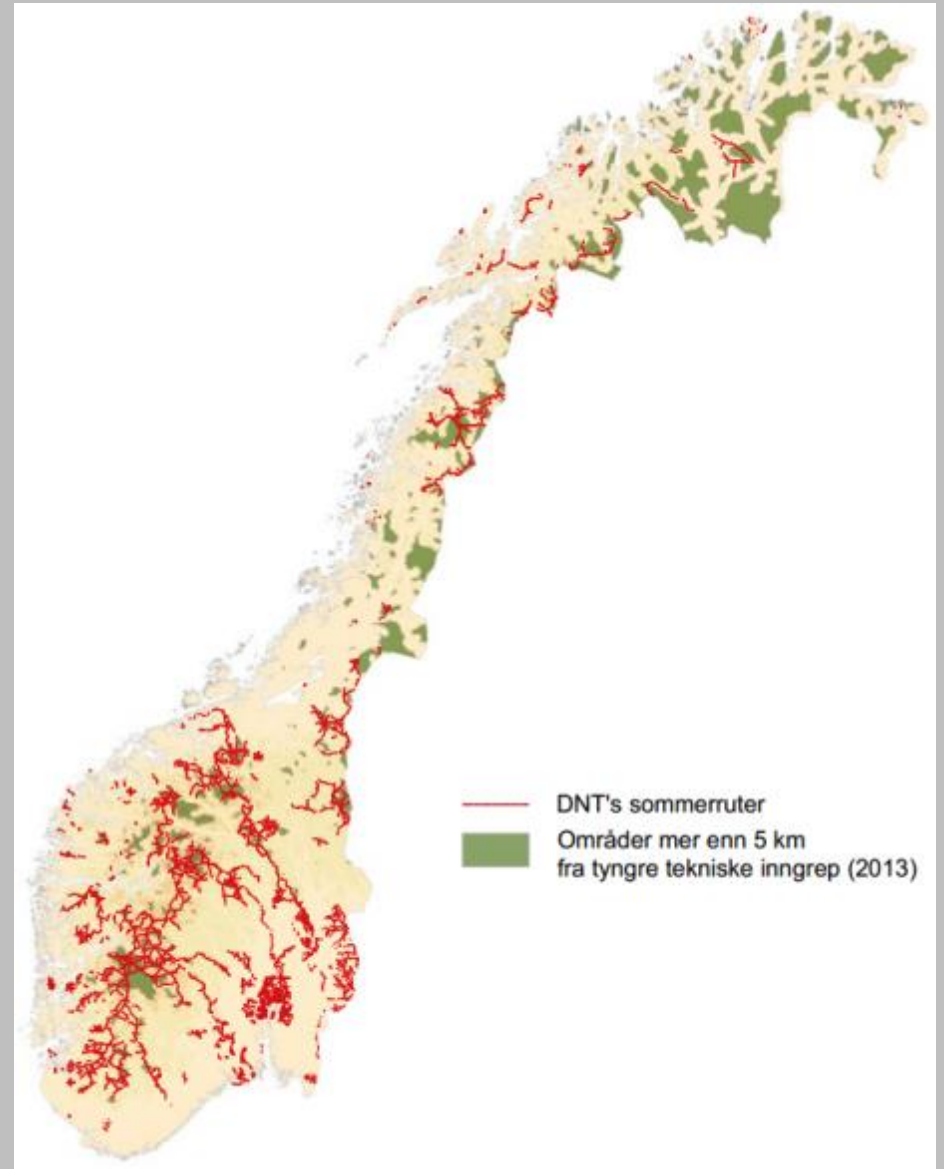 DNT's sommerruter
Områder mer enn 5 km
fra tyngre tekniske inngrep (2013)